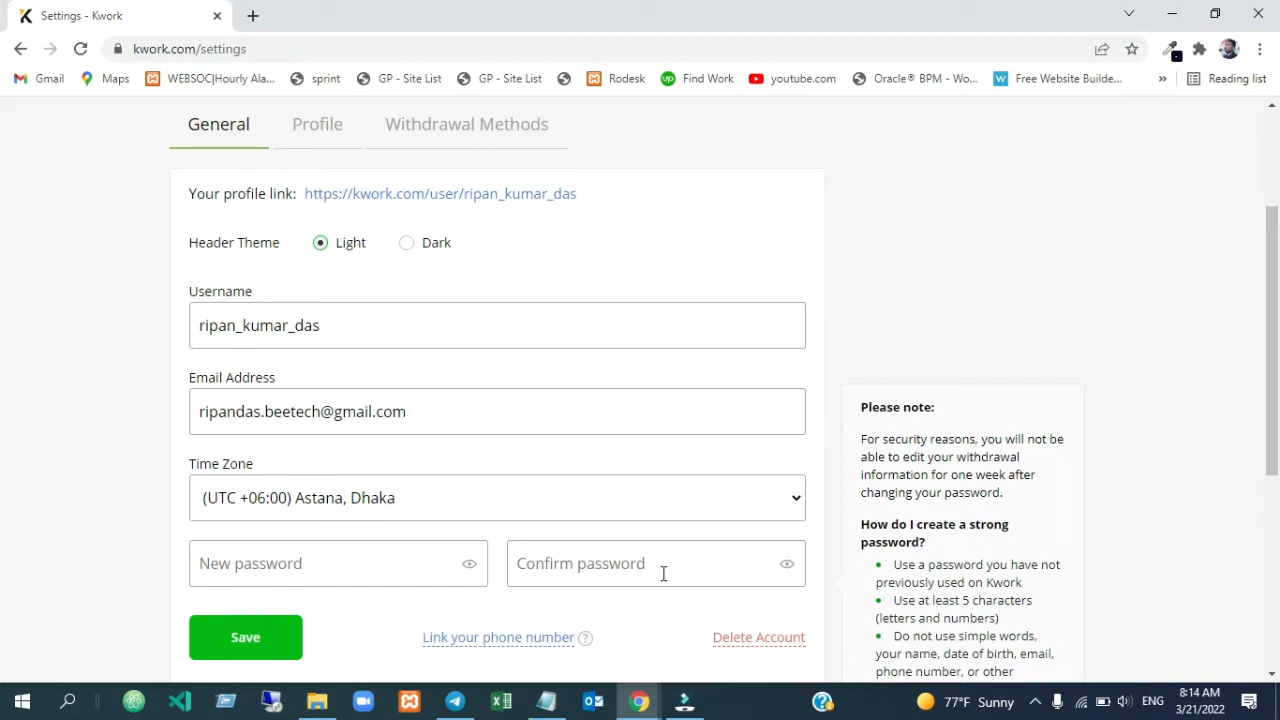 Settings - Kwork
kwork.com/settings
Gmail
Maps
WEBSOC|Hourly Ala...
sprint
GP - Site List
GP - Site List
Rodesk
Find Work
youtube.com
Oracle® BPM - Wo...
Free Website Builde...
»
Reading list
General
Profile
Withdrawal Methods
Your profile link: https://kwork.com/user/ripan_kumar_das
Header Theme
Light
Dark
Username
ripan_kumar_das
Email Address
ripandas.beetech@gmail.com
Time Zone
(UTC +06:00) Astana, Dhaka
New password
Confirm password
Save
Link your phone number ?
Delete Account
Please note:
For security reasons, you will not be
able to edit your withdrawal
information for one week after
changing your password.
How do I create a strong
password?
Use a password you have not
previously used on Kwork
Use at least 5 characters
(letters and numbers)
Do not use simple words,
your name, date of birth, email,
phone number, or other
77°F Sunny
ENG
8:14 AM
3/21/2022